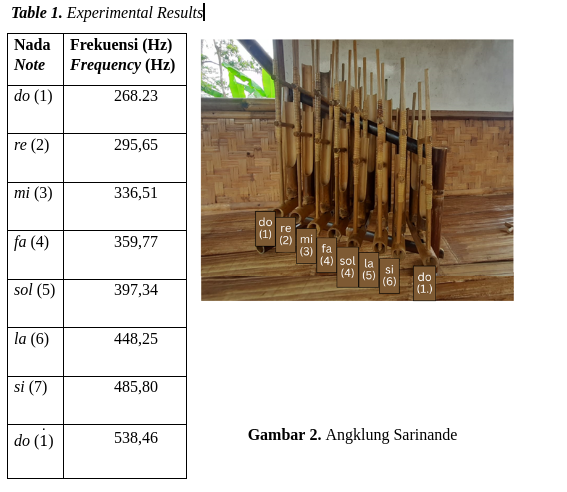 Table 1. Experimental Results
Nada Frekuensi (Hz)
Note Frequency (Hz)
do (1) 268.23
re (2) 295,65
mi (3) 336,51
fa (4) 359,77
sol (5) 397,34
la (6) 448,25
si (7) 485,80
do (1̇) 538,46
do
(1)
re
(2)
mi
(3)
fa
(4)
sol
(4)
la
(5)
si
(6)
do
(1.)
Gambar 2. Angklung Sarinande